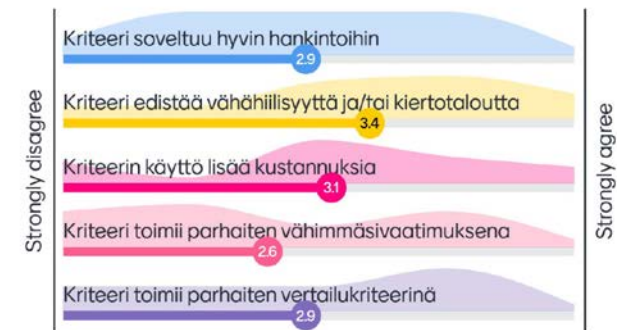 Strongly disagree
Kriteeri soveltuu hyvin hankintoihin
2.9
Kriteeri edistää vähähiilisyyttä ja/tai kiertotaloutta
3.4
Kriteerin käyttö lisää kustannuksia
3.1
Kriteeri toimii parhaiten vähimmäsivaatimuksena
2.6
Kriteeri toimii parhaiten vertailukriteerinä
2.9
Strongly agree